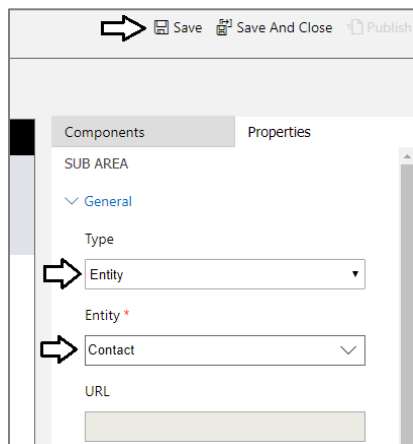 Save Save And Close Publish
Components Properties
SUB AREA
General
Type
Entity
Entity *
Contact
URL